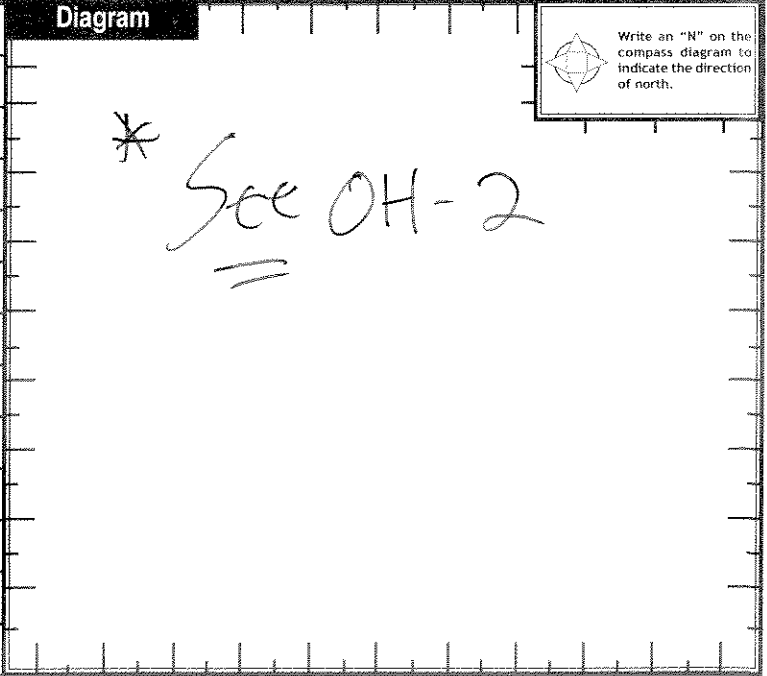 Diagram
Write an "N" on the
compass diagram to
indicate the direction
of north.
* See OH-2